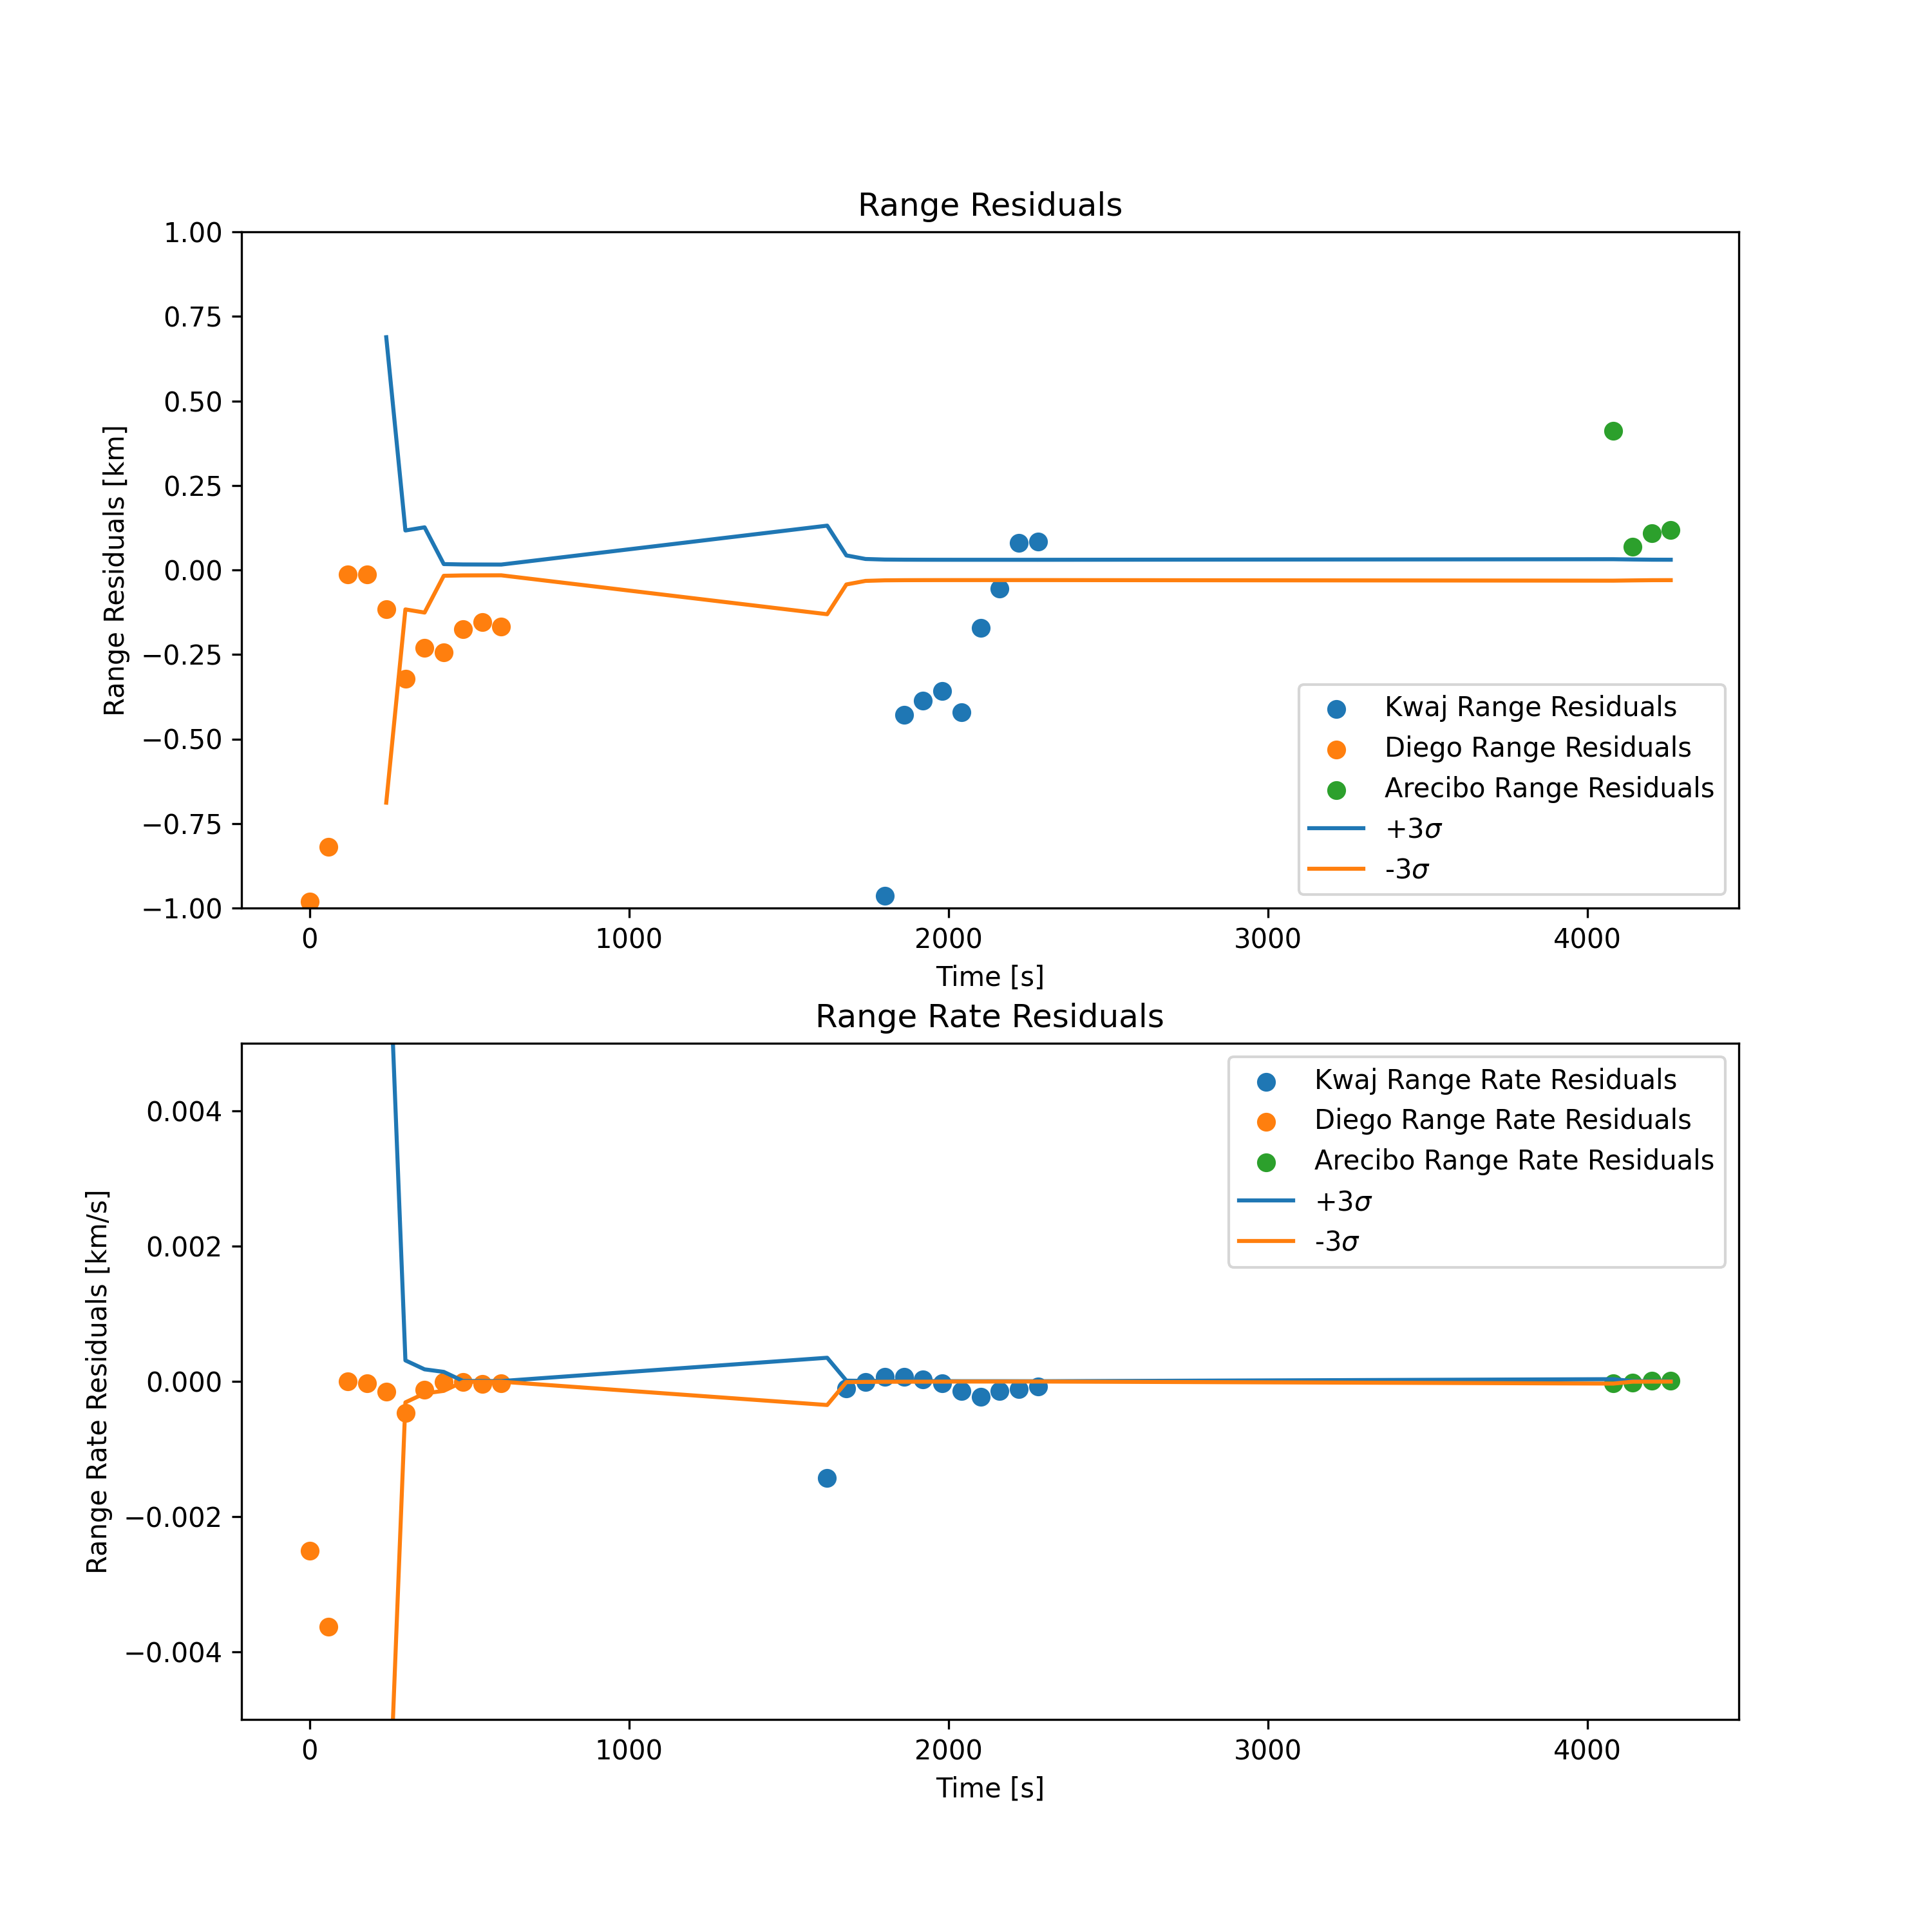 Range Residuals
1.00
0.75
0.50
0.25
0.00
−0.25
−0.50
−0.75
−1.00
Range Residuals [km]
Kwaj Range Residuals
Diego Range Residuals
Arecibo Range Residuals
+3σ
-3σ
0 1000 2000 3000 4000
Time [s]
Range Rate Residuals
0.004
0.002
0.000
−0.002
−0.004
Range Rate Residuals [km/s]
Kwaj Range Rate Residuals
Diego Range Rate Residuals
Arecibo Range Rate Residuals
+3σ
-3σ
0 1000 2000 3000 4000
Time [s]